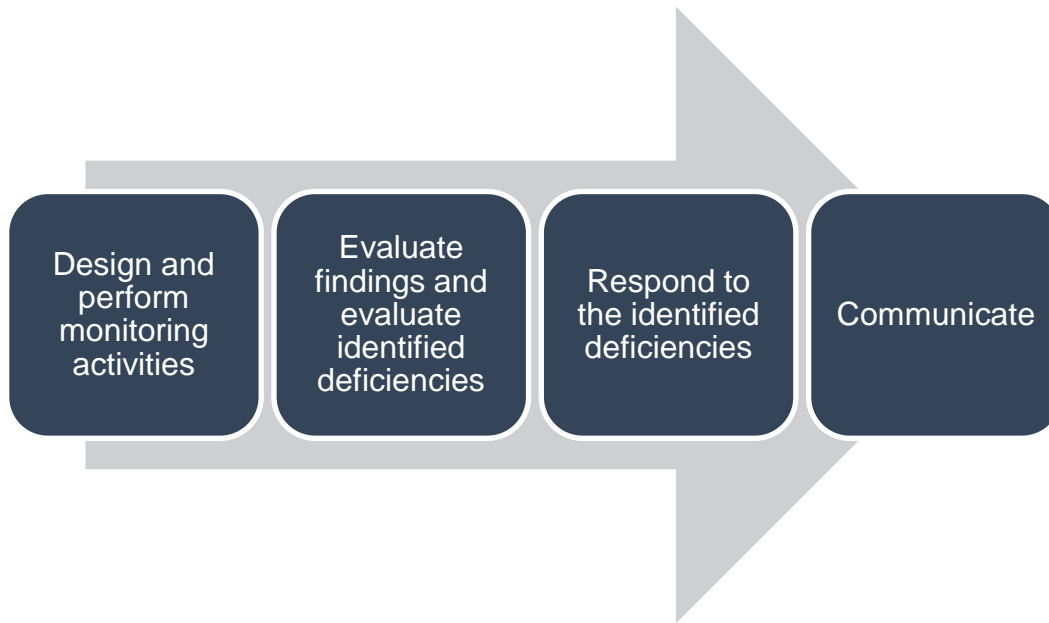 Design and
perform
monitoring
activities
Evaluate
findings and
evaluate
identified
deficiencies
Respond to
the identified
deficiencies
Communicate